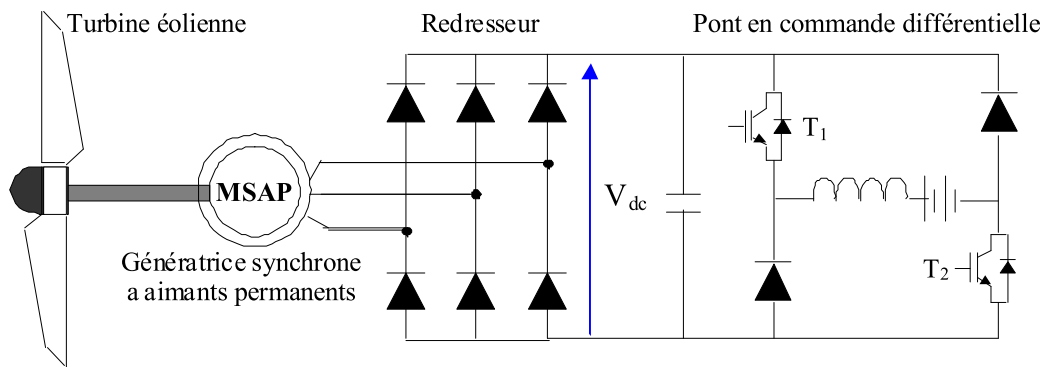 Turbine éolienne
Redresseur
Pont en commande différentielle
T1
MSAP
Vdc
Génératrice synchrone
a aimants permanents
T2